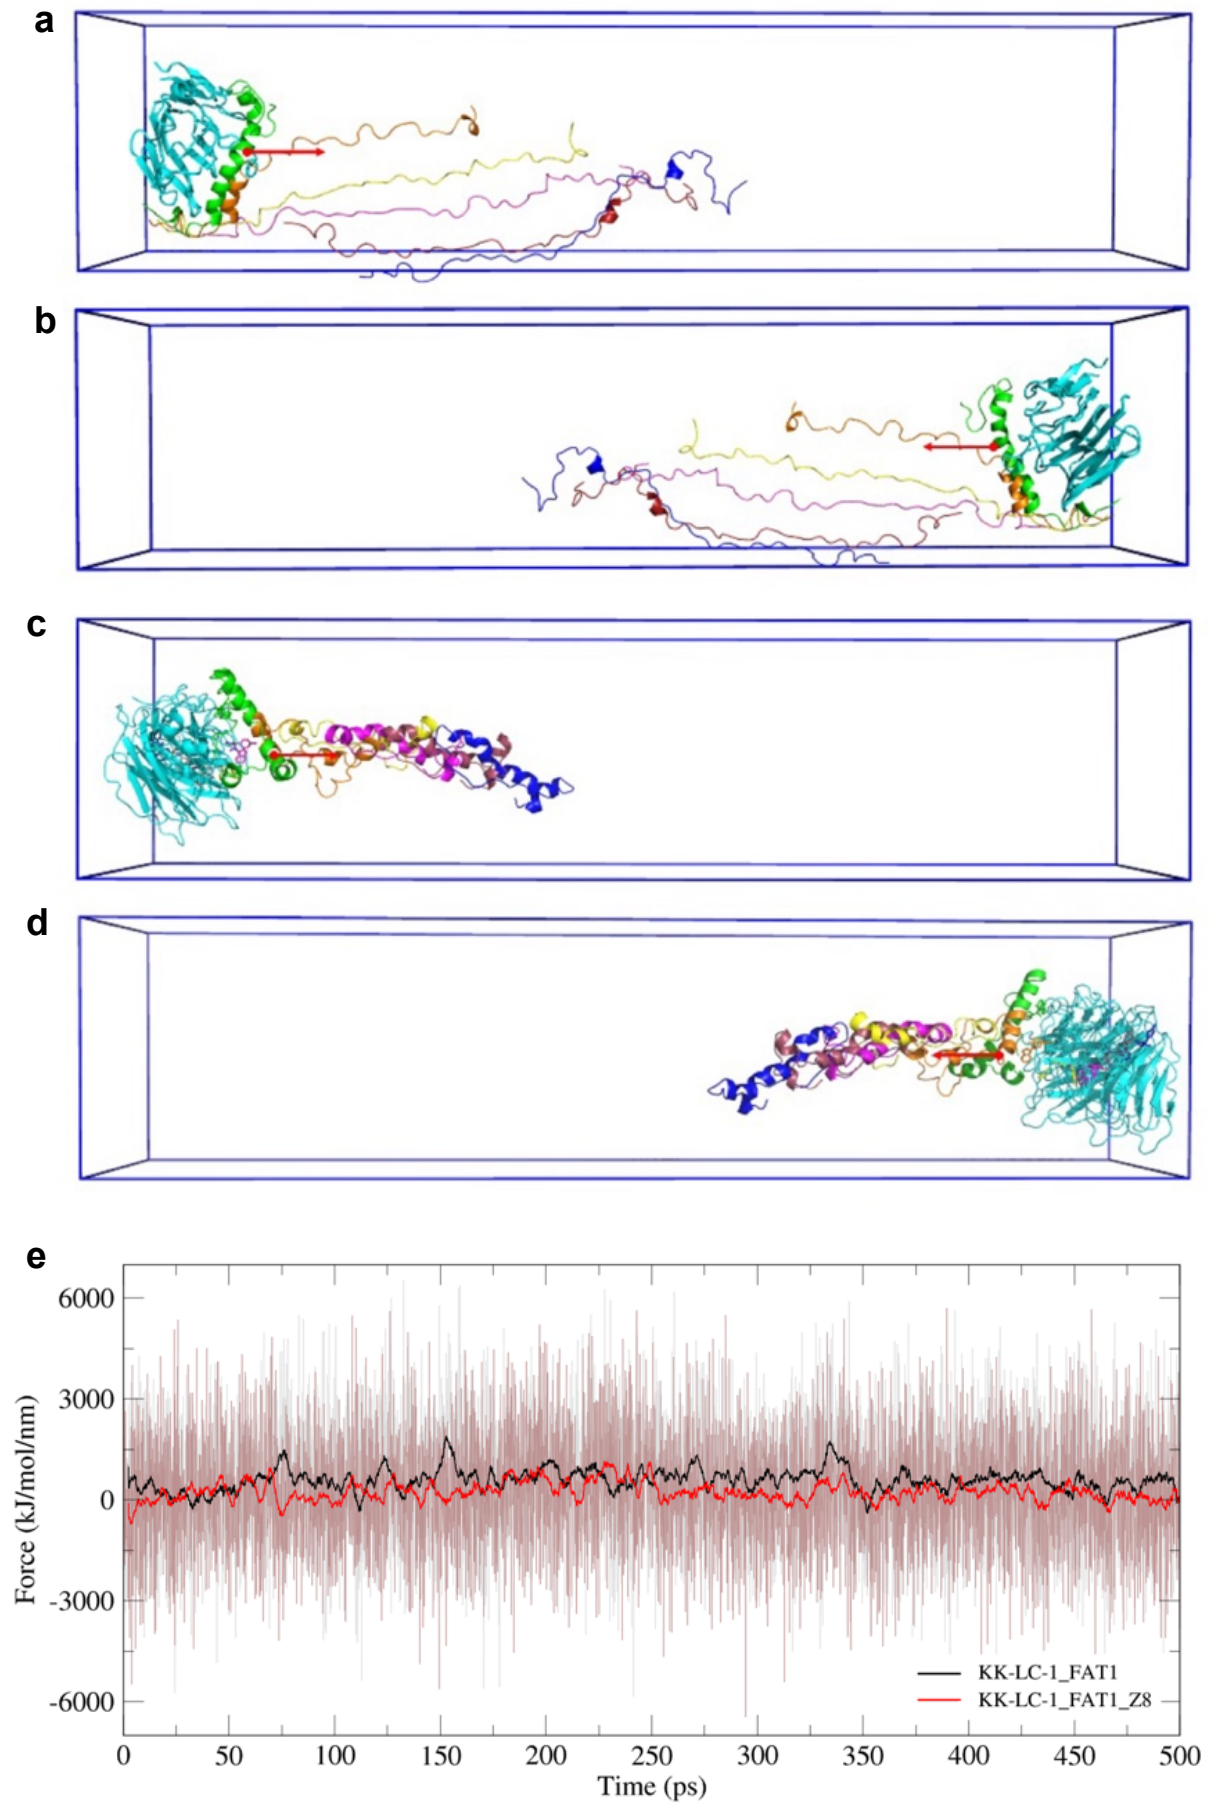 a
b
c
d
e
6000
3000
0
-3000
-6000
Force (kJ/mol/nm)
KK-LC-1_FAT1
KK-LC-1_FAT1_Z8
0 50 100 150 200 250 300 350 400 450 500
Time (ps)